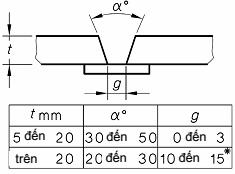 α°
t
g
t mm α° g
5 đến 20 30 đến 50 0 đến 3
trên 20 20 đến 30 10 đến 15*